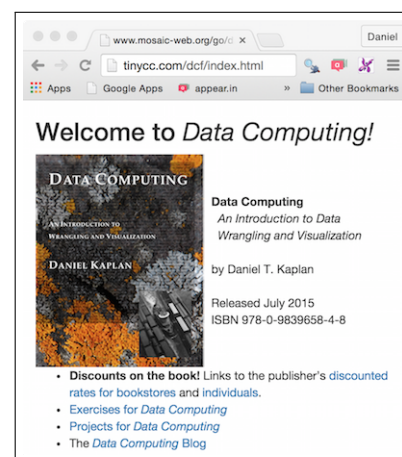 www.mosaic-web.org/go/d
Daniel
tinycc.com/dcf/index.html
Apps Google Apps appear.in » Other Bookmarks
Welcome to Data Computing!
DATA COMPUTING
AN INTRODUCTION TO
WRANGLING AND VISUALIZATION
DANIEL KAPLAN
Data Computing
An Introduction to Data
Wrangling and Visualization
by Daniel T. Kaplan
Released July 2015
ISBN 978-0-9839658-4-8
• Discounts on the book! Links to the publisher's discounted
rates for bookstores and individuals.
• Exercises for Data Computing
• Projects for Data Computing
• The Data Computing Blog